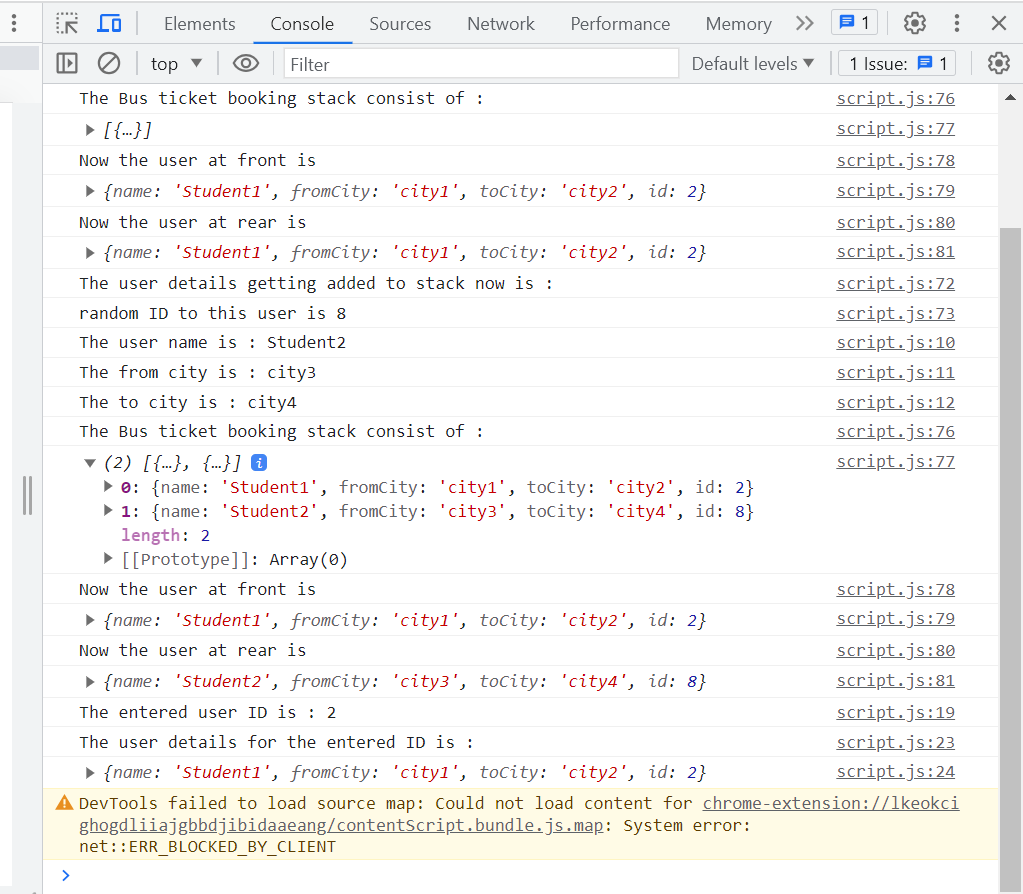 Elements Console Sources Network Performance Memory 1
top Filter Default levels 1 Issue: 1
The Bus ticket booking stack consist of : script.js:76
[{…}] script.js:77
Now the user at front is script.js:78
{name: 'Student1', fromCity: 'city1', toCity: 'city2', id: 2} script.js:79
Now the user at rear is script.js:80
{name: 'Student1', fromCity: 'city1', toCity: 'city2', id: 2} script.js:81
The user details getting added to stack now is : script.js:72
random ID to this user is 8 script.js:73
The user name is : Student2 script.js:10
The from city is : city3 script.js:11
The to city is : city4 script.js:12
The Bus ticket booking stack consist of : script.js:76
(2) [{…}, {…}] i script.js:77
0: {name: 'Student1', fromCity: 'city1', toCity: 'city2', id: 2}
1: {name: 'Student2', fromCity: 'city3', toCity: 'city4', id: 8}
length: 2
[[Prototype]]: Array(0)
Now the user at front is script.js:78
{name: 'Student1', fromCity: 'city1', toCity: 'city2', id: 2} script.js:79
Now the user at rear is script.js:80
{name: 'Student2', fromCity: 'city3', toCity: 'city4', id: 8} script.js:81
The entered user ID is : 2 script.js:19
The user details for the entered ID is : script.js:23
{name: 'Student1', fromCity: 'city1', toCity: 'city2', id: 2} script.js:24
DevTools failed to load source map: Could not load content for chrome-extension://lkeokci
ghogdliiajgbbdjibidaaeang/contentScript.bundle.js.map: System error:
net::ERR_BLOCKED_BY_CLIENT